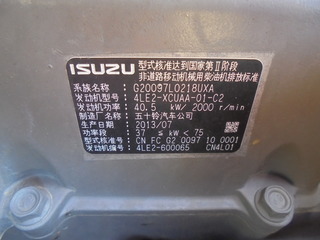 ISUZU
型式核准达到国家第Ⅱ阶段
非道路移动机械用柴油机排放标准
系族名称: G20097L0218UXA
发动机型号: 4LE2-XCUAA-01-C2
发动机功率: 40.5 kW/ 2000 r/min
制造厂名称: 五十铃汽车公司
生产日期: 2013/07
功率段: 37 ≦ kW < 75
型式核准号: CN FC G2 0097 10 0001
发动机编号: 4LE2-600065 CN4L01